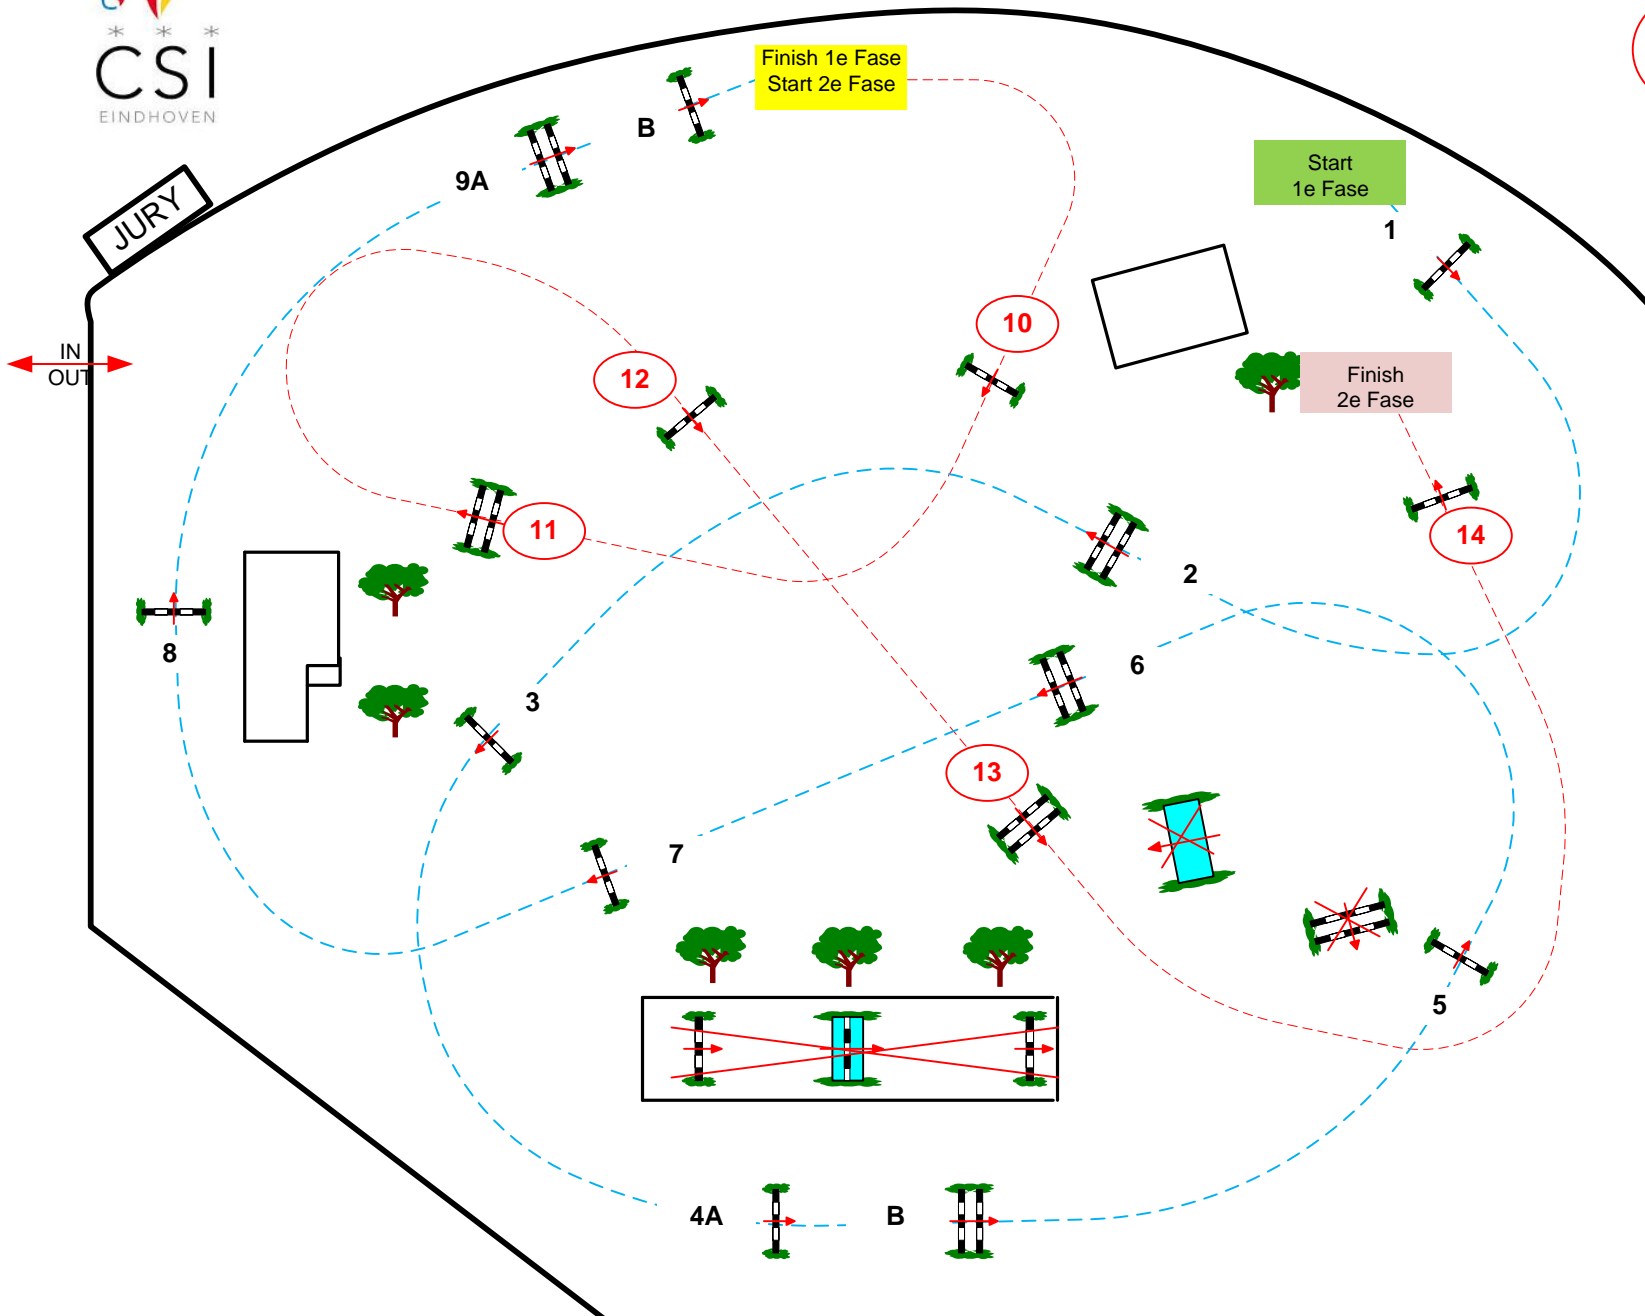 CSI
EINDHOVEN
Finish 1e Fase
Start 2e Fase
B
9A
Start
1e Fase
1
JURY
IN
OUT
10
12
Finish
2e Fase
11
14
2
8
6
3
13
7
5
4A
B